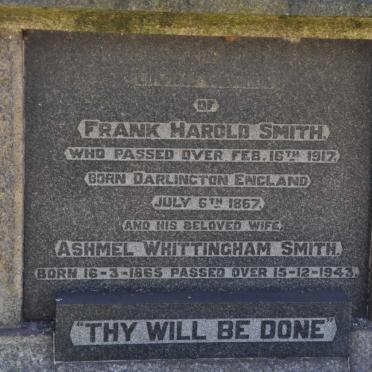 OF
FRANK HAROLD SMITH.
WHO PASSED OVER FEB. 16TH 1917.
BORN DARLINGTON ENGLAND
JULY 6TH 1867.
AND HIS BELOVED WIFE.
ASHMEL WHITTINGHAM SMITH.
BORN 16-3-1865 PASSED OVER 15-12-1943.
"THY WILL BE DONE"